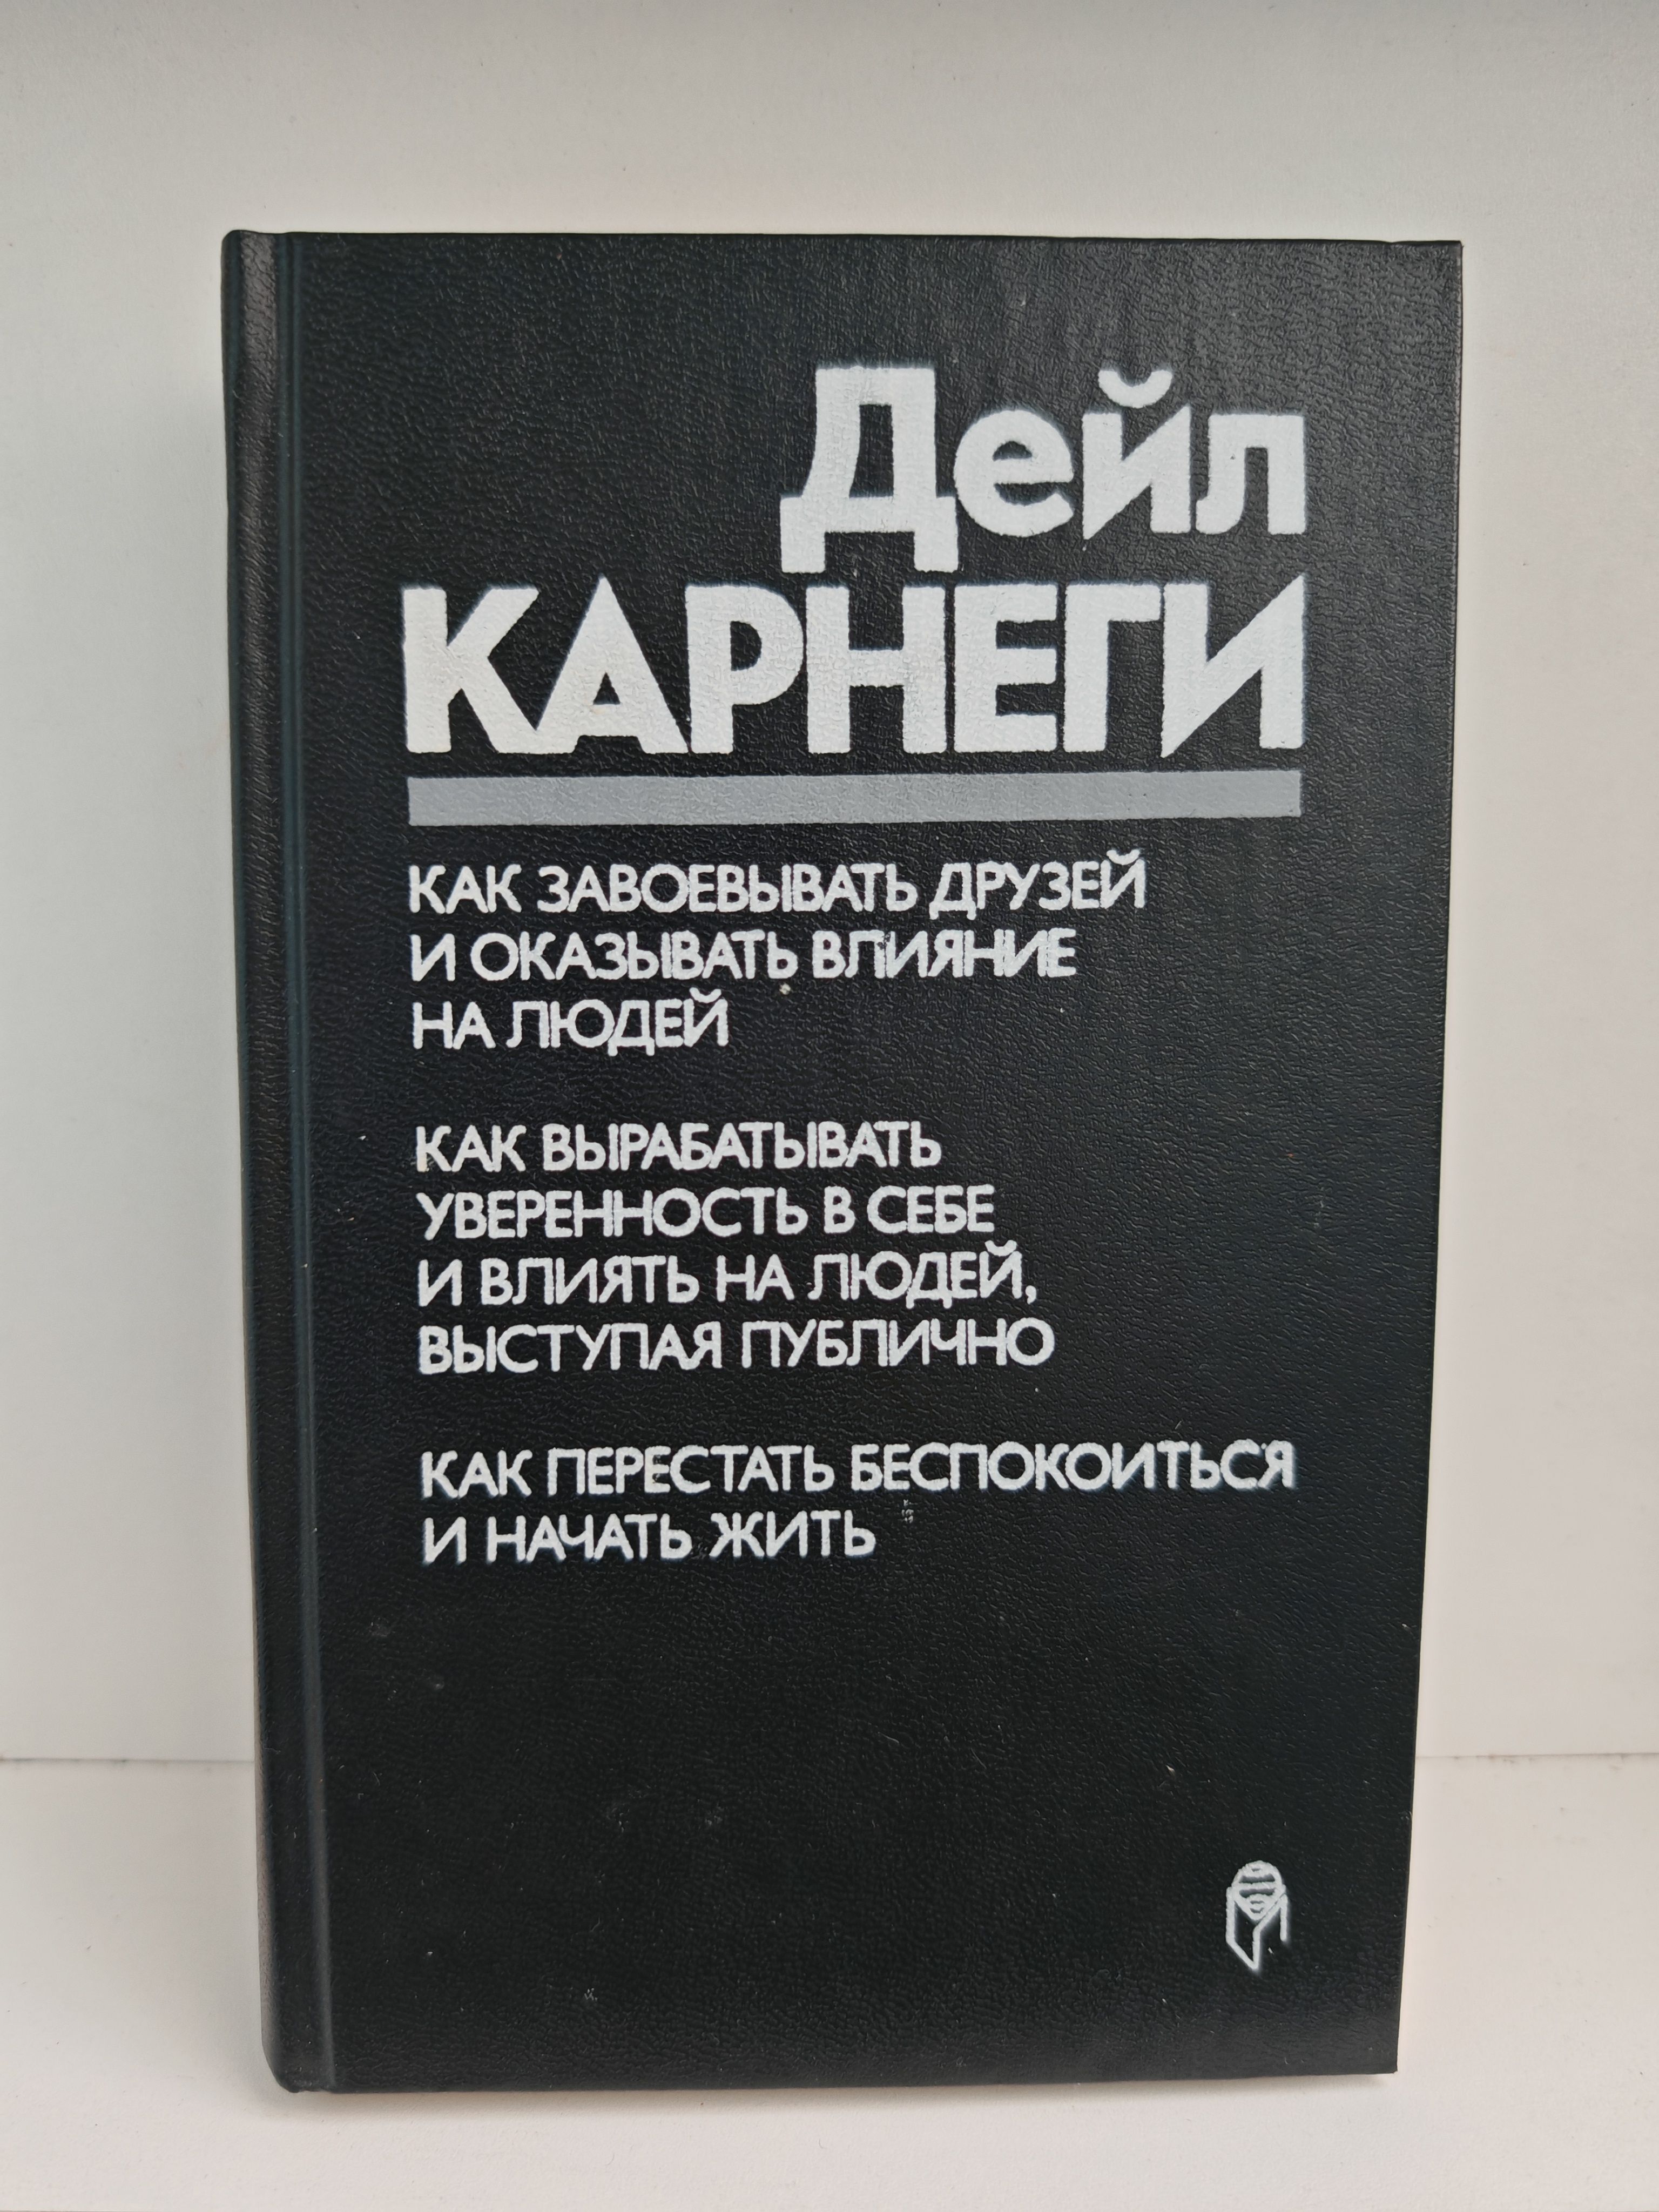 Дейл
КАРНЕГИ
КАК ЗАВОЕВЫВАТЬ ДРУЗЕЙ
И ОКАЗЫВАТЬ ВЛИЯНИЕ
НА ЛЮДЕЙ
КАК ВЫРАБАТЫВАТЬ
УВЕРЕННОСТЬ В СЕБЕ
И ВЛИЯТЬ НА ЛЮДЕЙ,
ВЫСТУПАЯ ПУБЛИЧНО
КАК ПЕРЕСТАТЬ БЕСПОКОИТЬСЯ
И НАЧАТЬ ЖИТЬ